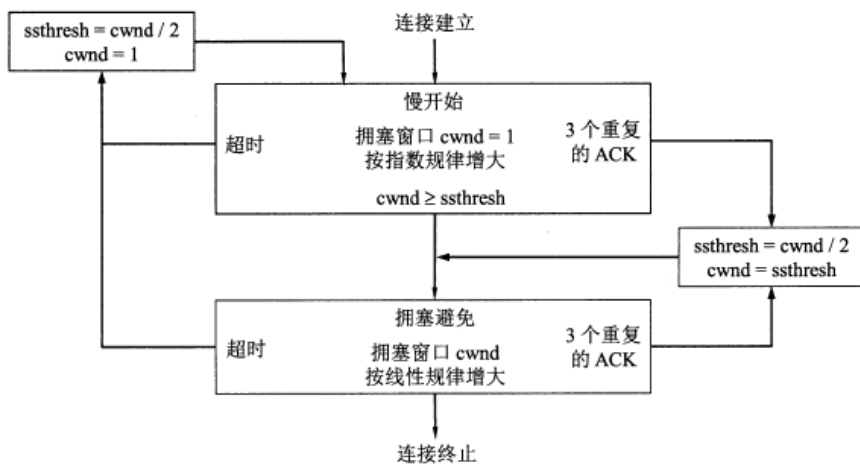 连接建立
ssthresh = cwnd / 2
cwnd = 1
慢开始
超时
拥塞窗口 cwnd = 1
按指数规律增大
3 个重复
的 ACK
cwnd ≥ ssthresh
ssthresh = cwnd / 2
cwnd = ssthresh
拥塞避免
超时
拥塞窗口 cwnd
按线性规律增大
3 个重复
的 ACK
连接终止